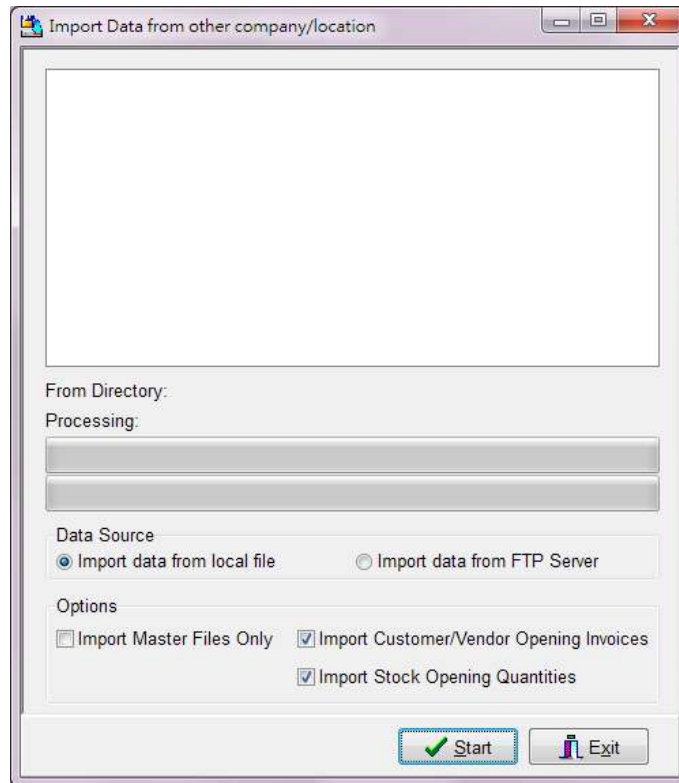 Import Data from other company/location
From Directory:
Processing:
Data Source
Import data from local file Import data from FTP Server
Options
Import Master Files Only Import Customer/Vendor Opening Invoices
Import Stock Opening Quantities
Start Exit